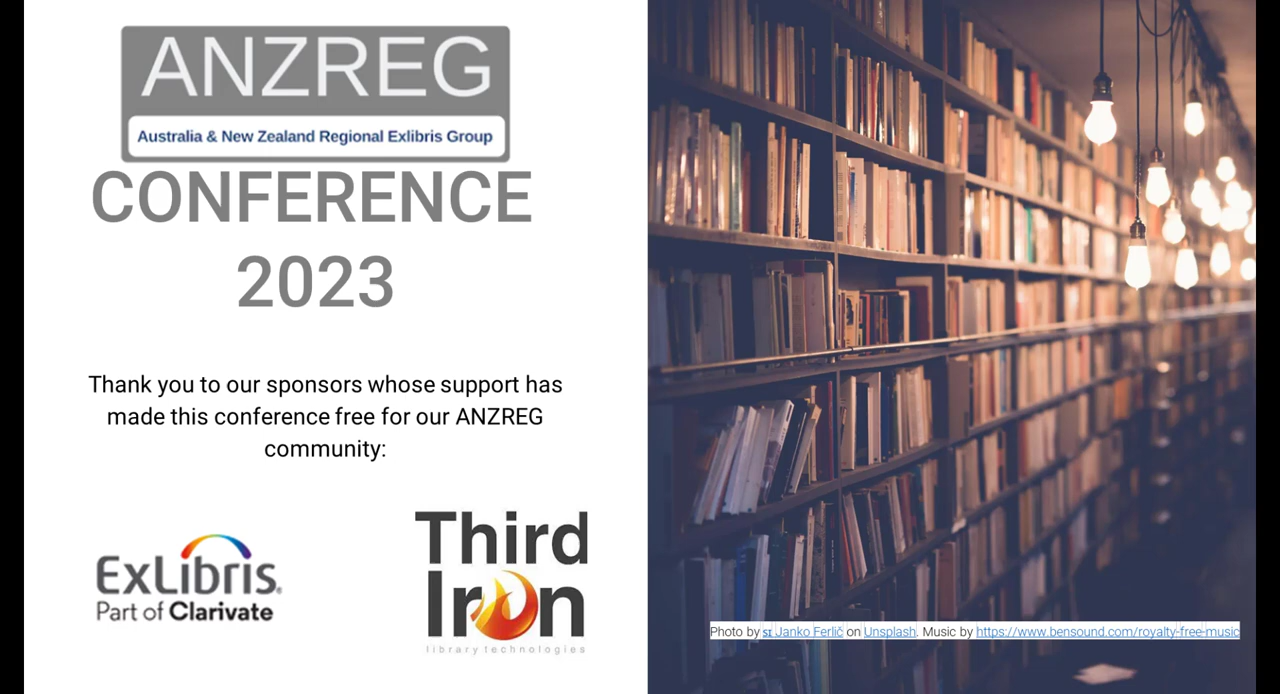 ANZREG
Australia & New Zealand Regional Exlibris Group
CONFERENCE
2023
Thank you to our sponsors whose support has
made this conference free for our ANZREG
community:
ExLibris.
Part of Clarivate
Third
Iron
library technologies
Photo by 🇸🇮 Janko Ferlič on Unsplash. Music by https://www.bensound.com/royalty-free-music